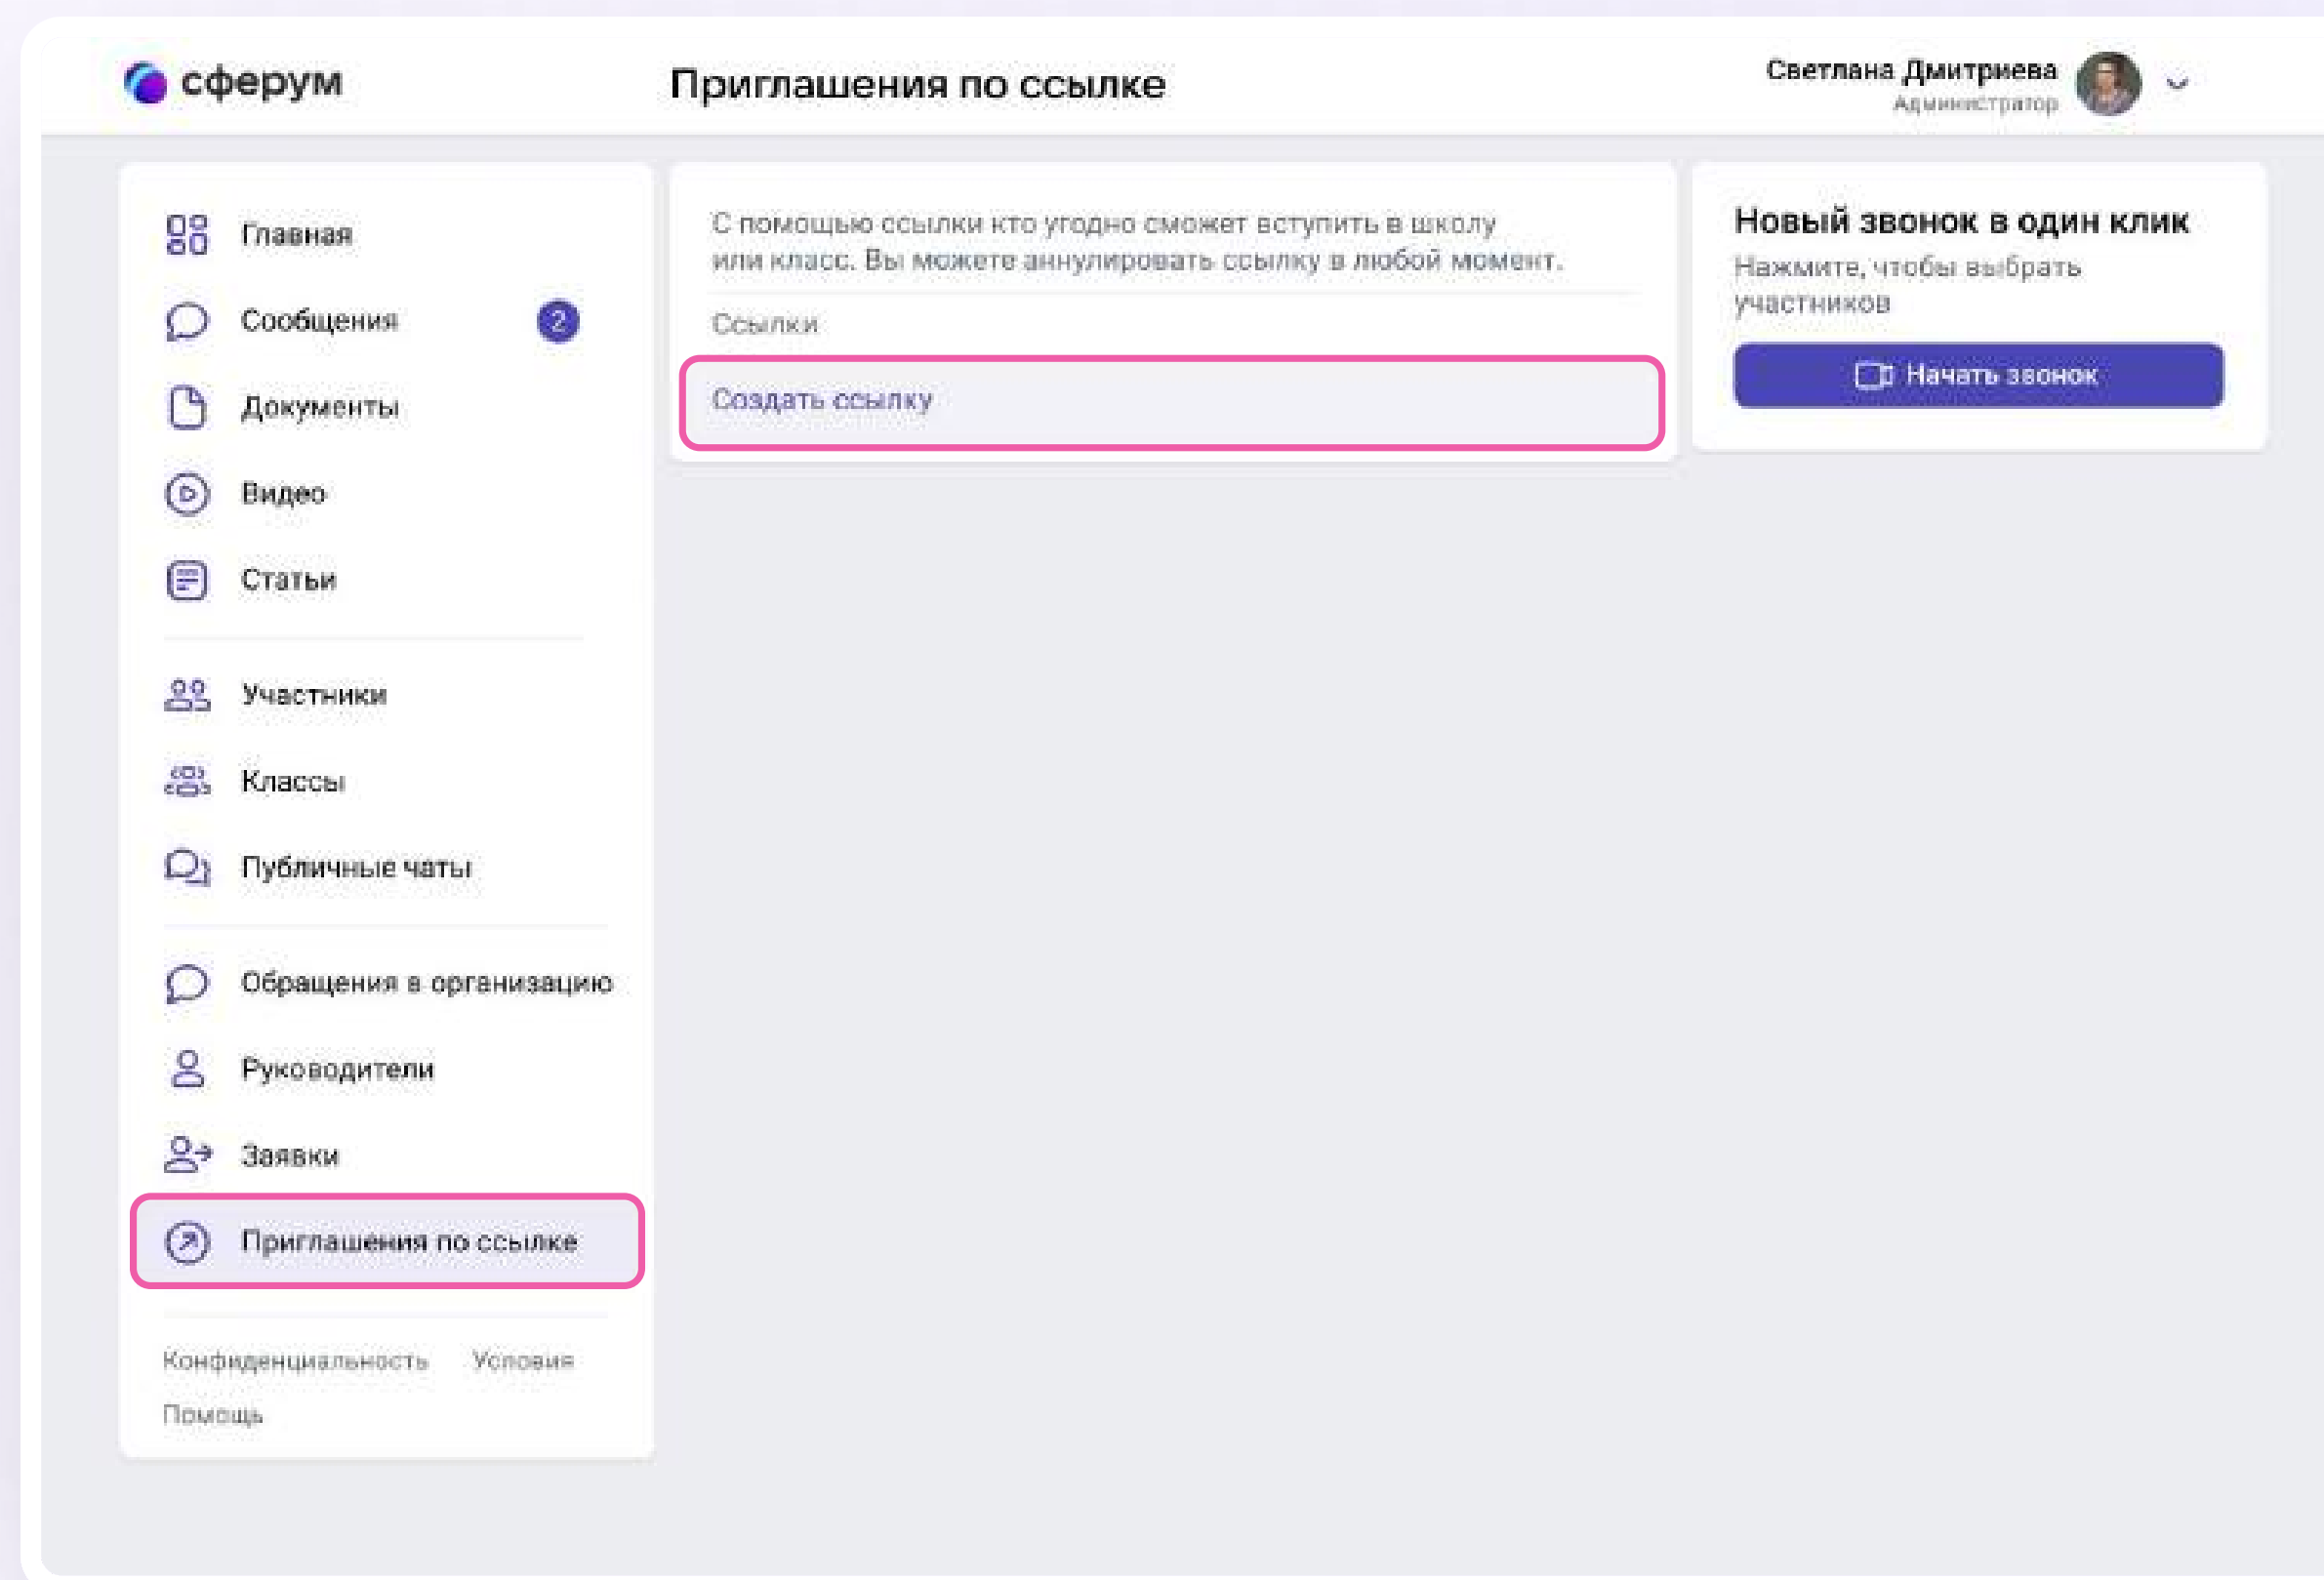 сферум
Приглашения по ссылке
Светлана Дмитриева
Администратор
Главная
Сообщения
2
Документы
Видео
Статьи
Участники
Классы
Публичные чаты
Обращения в организацию
Руководители
Заявки
Приглашения по ссылке
Конфиденциальность Условия
Помощь
С помощью ссылки кто угодно сможет вступить в школу
или класс. Вы можете аннулировать ссылку в любой момент.
Ссылки
Создать ссылку
Новый звонок в один клик
Нажмите, чтобы выбрать
участников
Начать звонок